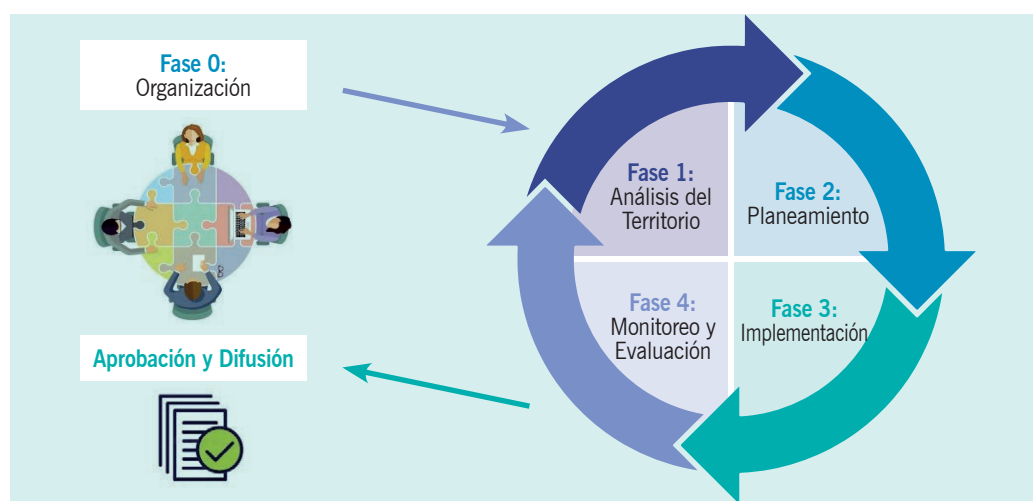 Fase 0:
Organización
Aprobación y Difusión
Fase 1:
Análisis del
Territorio
Fase 2:
Planeamiento
Fase 3:
Implementación
Fase 4:
Monitoreo y
Evaluación